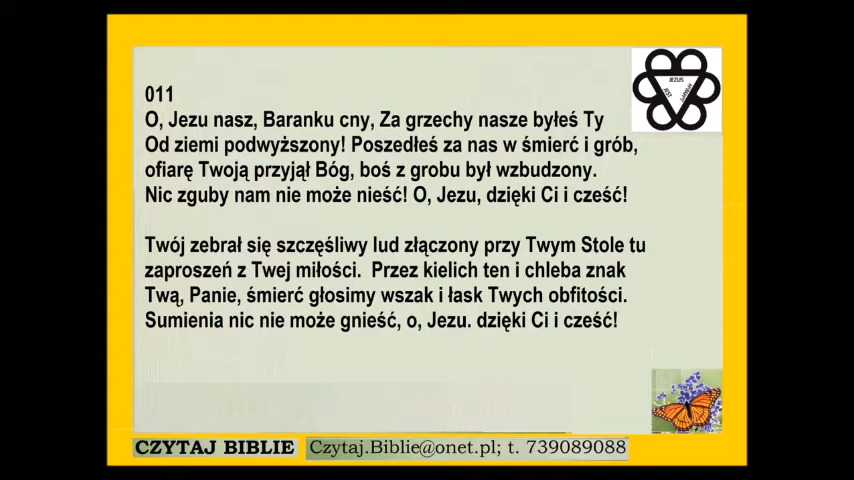 011
O, Jezu nasz, Baranku cny, Za grzechy nasze byłeś Ty
Od ziemi podwyższony! Poszedłeś za nas w śmierć i grób,
ofiarę Twoją przyjął Bóg, boś z grobu był wzbudzony.
Nic zguby nam nie może nieść! O, Jezu, dzięki Ci i cześć!
Twój zebrał się szczęśliwy lud złączony przy Twym Stole tu
zaproszeń z Twej miłości. Przez kielich ten i chleba znak
Twą, Panie, śmierć głosimy wszak i łask Twych obfitości.
Sumienia nic nie może gnieść, o, Jezu. dzięki Ci i cześć!
JEZUS
JEST
CZYTAJ BIBLIE Czytaj.Biblie@onet.pl; t. 739089088